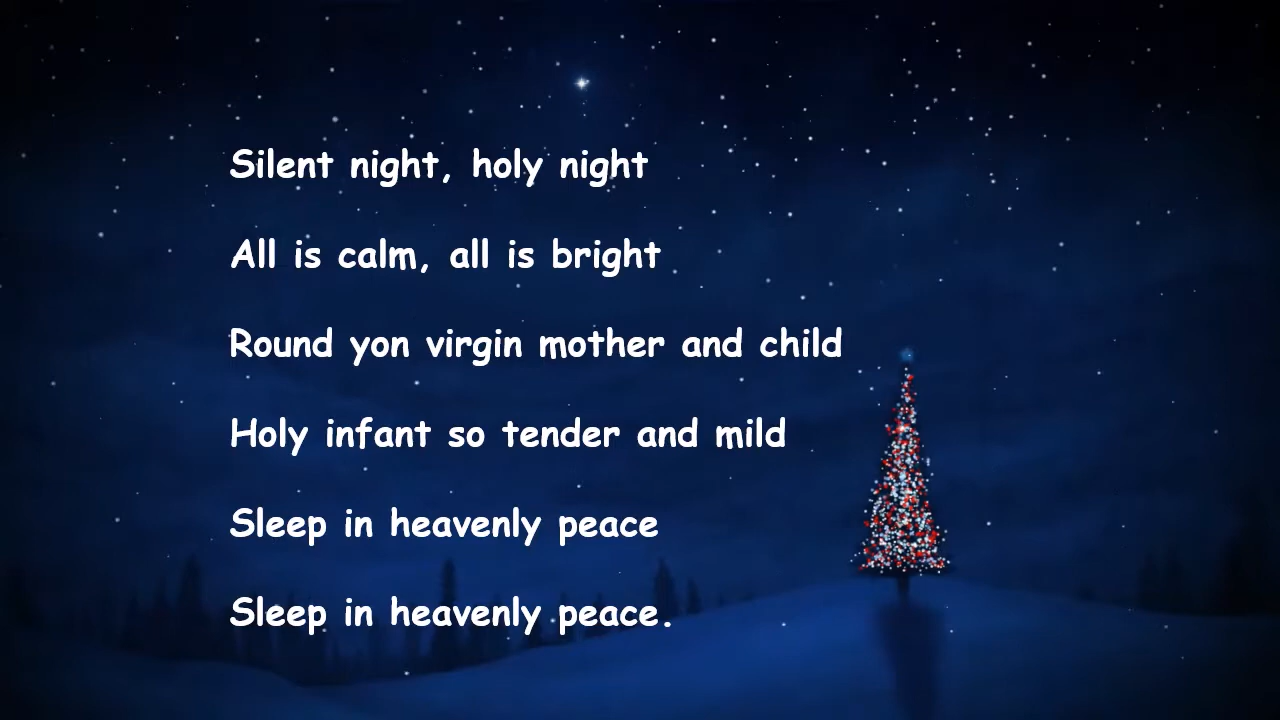 Silent night, holy night
All is calm, all is bright
Round yon virgin mother and child
Holy infant so tender and mild
Sleep in heavenly peace
Sleep in heavenly peace.